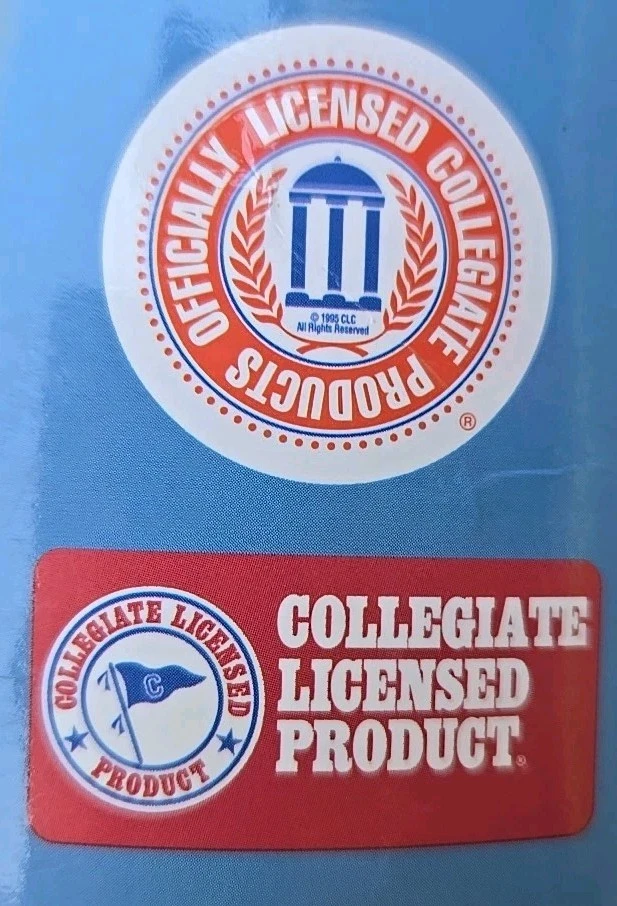 OFFICIALLY LICENSED COLLEGIATE PRODUCTS
© 1995 CLC
All Rights Reserved
®
COLLEGIATE LICENSED
PRODUCT
C
COLLEGIATE
LICENSED
PRODUCT®